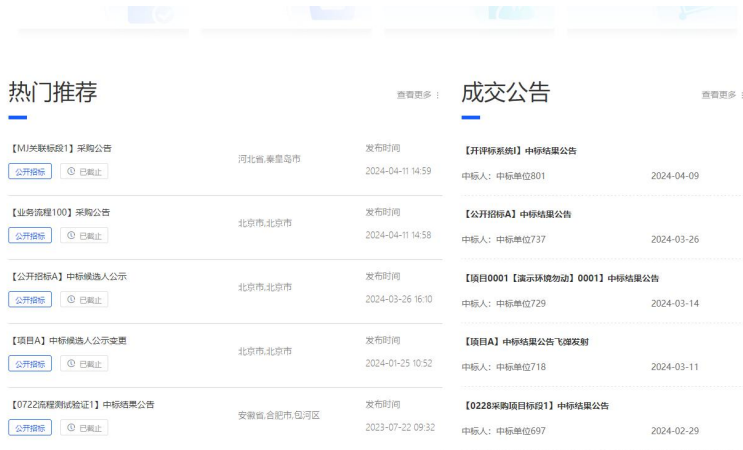 热门推荐
查看更多
【MJ关联标段1】采购公告
公开招标
已截止
河北省,秦皇岛市
发布时间
2024-04-11 14:59
【业务流程100】采购公告
公开招标
已截止
北京市,北京市
发布时间
2024-04-11 14:58
【公开招标A】中标候选人公示
公开招标
已截止
北京市,北京市
发布时间
2024-03-26 16:10
【项目A】中标候选人公示变更
公开招标
已截止
北京市,北京市
发布时间
2024-01-25 10:52
【0722流程测试验证1】中标结果公告
公开招标
已截止
安徽省,合肥市,包河区
发布时间
2023-07-22 09:32
成交公告
查看更多
【开评标系统I】中标结果公告
中标人：中标单位801
2024-04-09
【公开招标A】中标结果公告
中标人：中标单位737
2024-03-26
【项目0001【演示环境勿动】0001】中标结果公告
中标人：中标单位729
2024-03-14
【项目A】中标结果公告飞弹发射
中标人：中标单位718
2024-03-11
【0228采购项目标段1】中标结果公告
中标人：中标单位697
2024-02-29